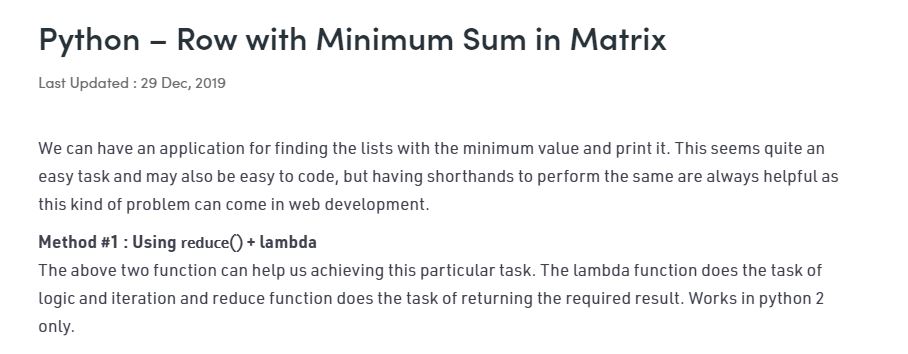 Python – Row with Minimum Sum in Matrix
Last Updated : 29 Dec, 2019
We can have an application for finding the lists with the minimum value and print it. This seems quite an
easy task and may also be easy to code, but having shorthands to perform the same are always helpful as
this kind of problem can come in web development.
Method #1 : Using reduce() + lambda
The above two function can help us achieving this particular task. The lambda function does the task of
logic and iteration and reduce function does the task of returning the required result. Works in python 2
only.